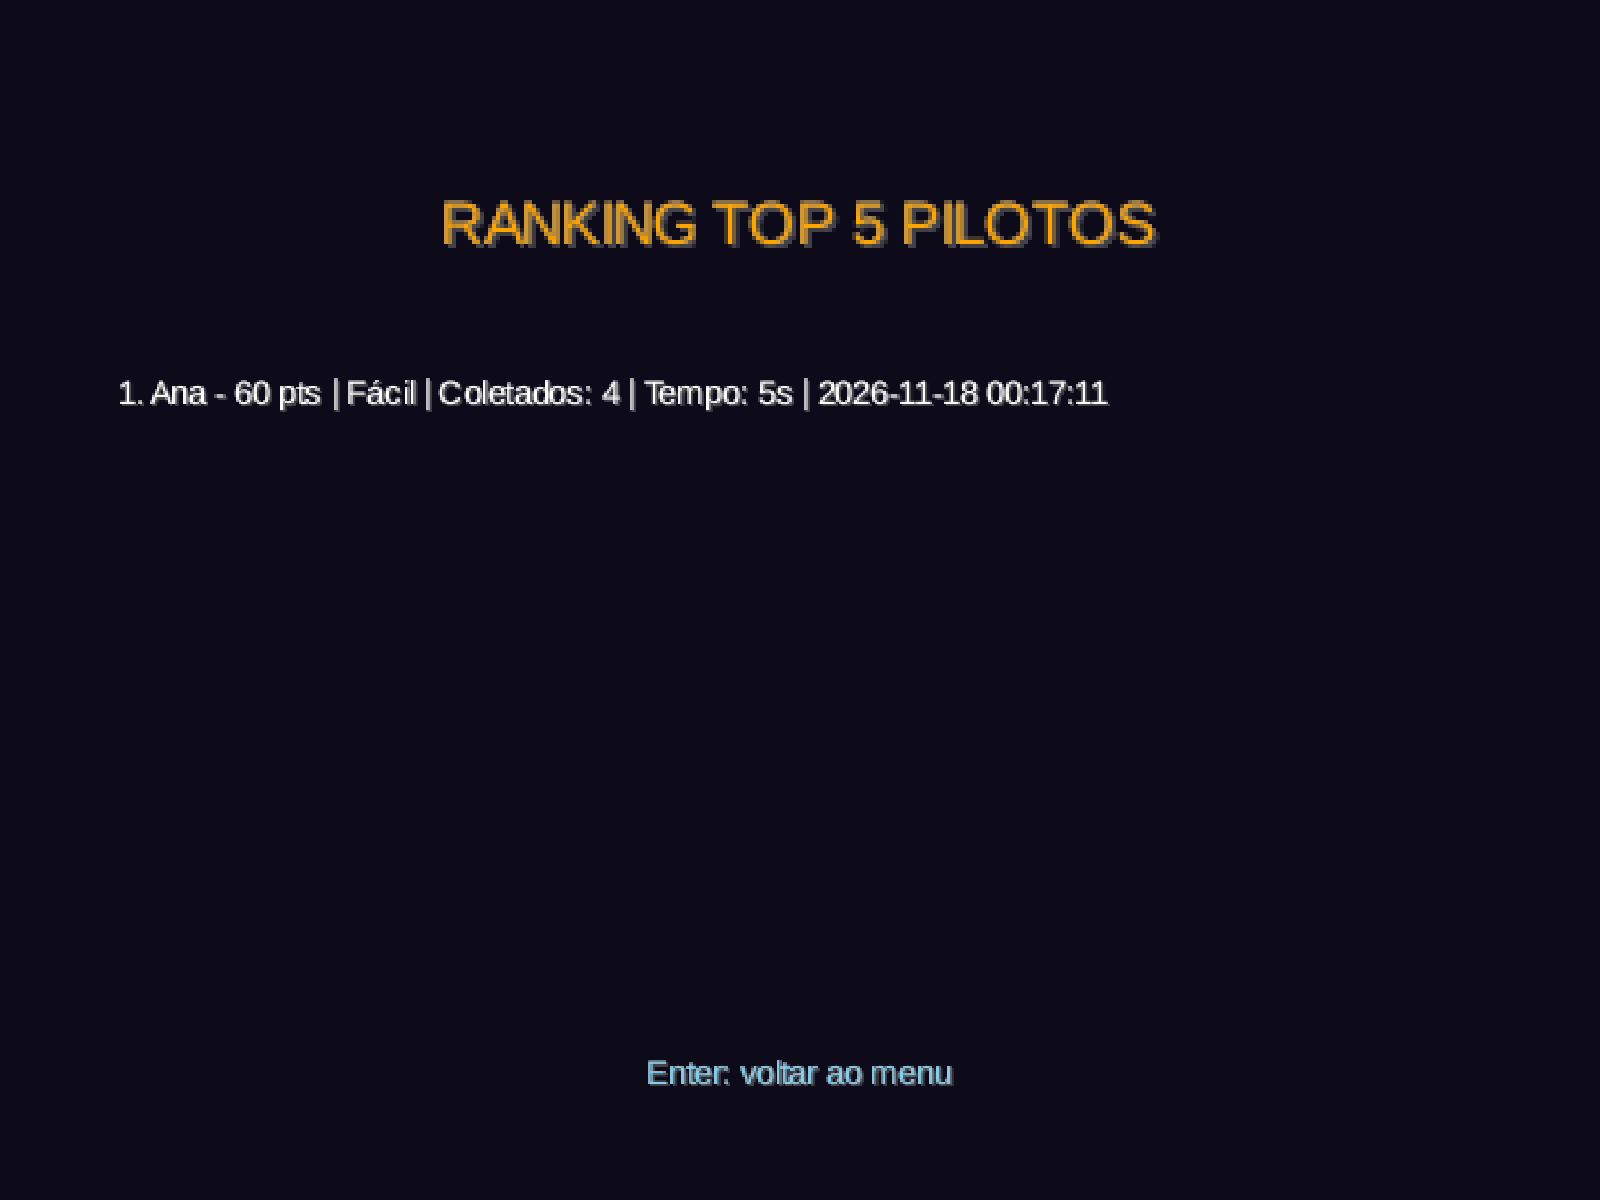 RANKING TOP 5 PILOTOS
1. Ana - 60 pts | Fácil | Coletados: 4 | Tempo: 5s | 2026-11-18 00:17:11
Enter: voltar ao menu